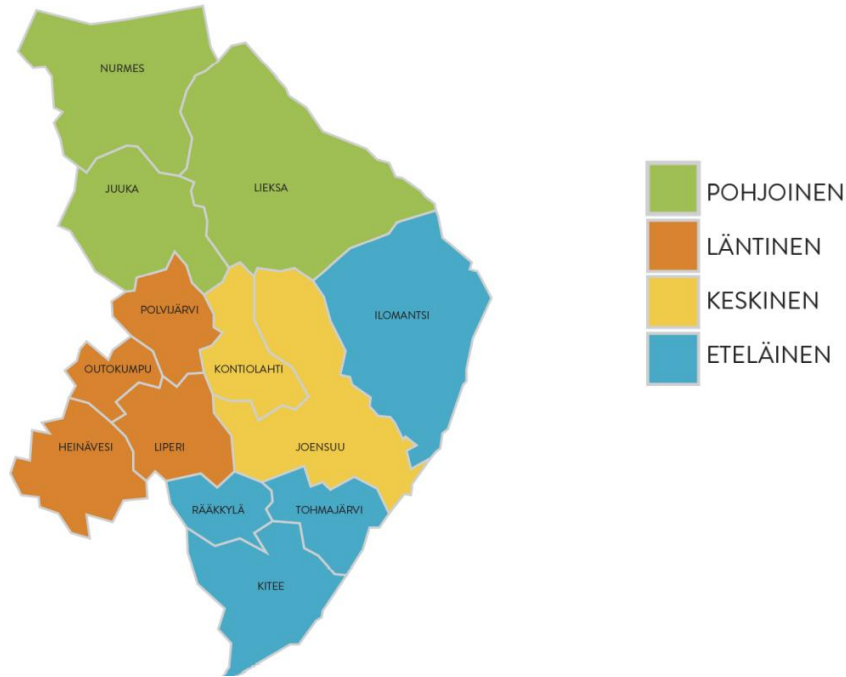 NURMES
JUUKA
LIEKSA
POLVIJÄRVI
ILOMANTSI
OUTOKUMPU
KONTIOLAHTI
HEINÄVESI
LIPERI
JOENSUU
RÄÄKKYLÄ
TOHMAJÄRVI
KITEE
POHJOINEN
LÄNTINEN
KESKINEN
ETELÄINEN